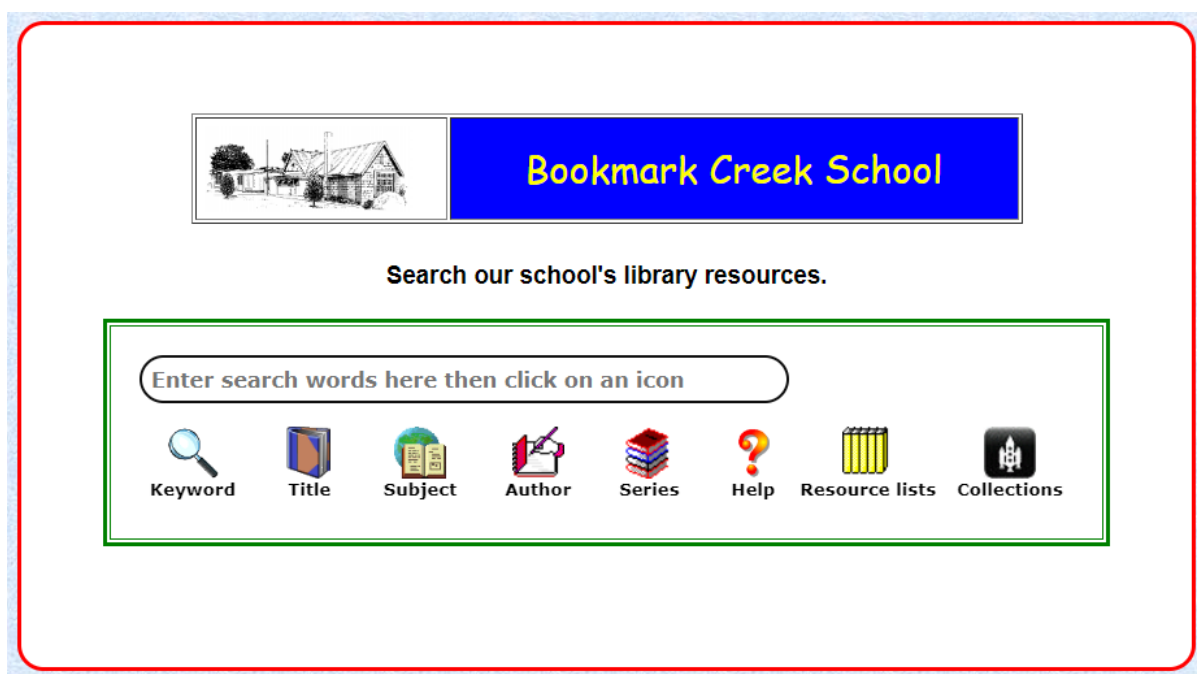 Bookmark Creek School
Search our school's library resources.
Enter search words here then click on an icon
Keyword Title Subject Author Series Help Resource lists Collections